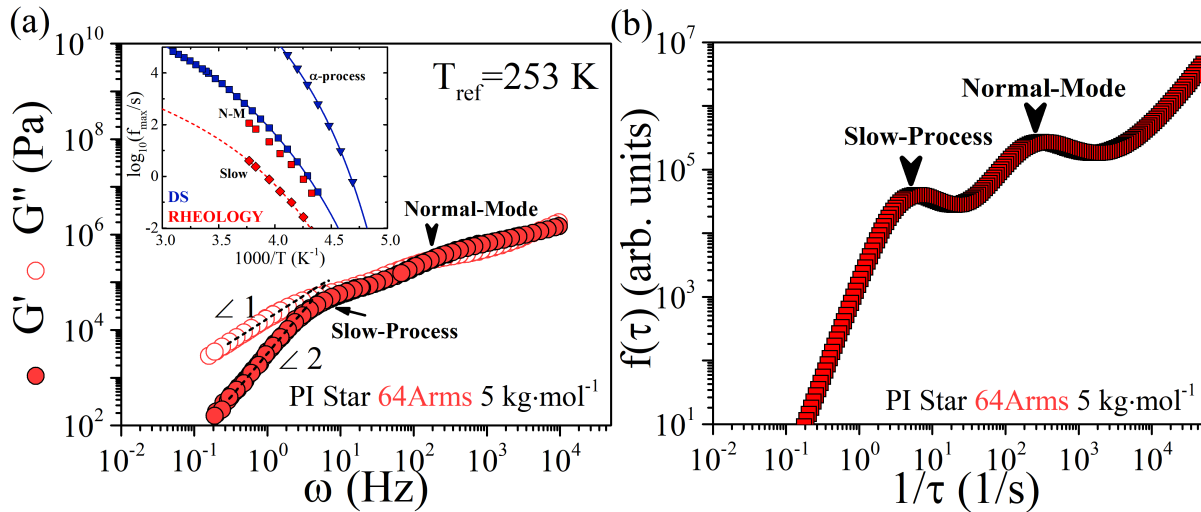 (a)
10^10
10^8
10^6
10^4
10^2
G' G'' (Pa)
10^-2 10^-1 10^0 10^1 10^2 10^3 10^4
ω (Hz)
T_ref=253 K
Normal-Mode
Slow-Process
∠ 1
∠ 2
PI Star 64Arms 5 kg·mol^-1
4
2
0
-2
log_10(f_max/s)
α-process
N-M
Slow
DS
RHEOLOGY
3.0 3.5 4.0 4.5 5.0
1000/T (K^-1)
(b)
10^7
10^5
10^3
10^1
f(τ) (arb. units)
Normal-Mode
Slow-Process
PI Star 64Arms 5 kg·mol^-1
10^-2 10^-1 10^0 10^1 10^2 10^3 10^4
1/τ (1/s)